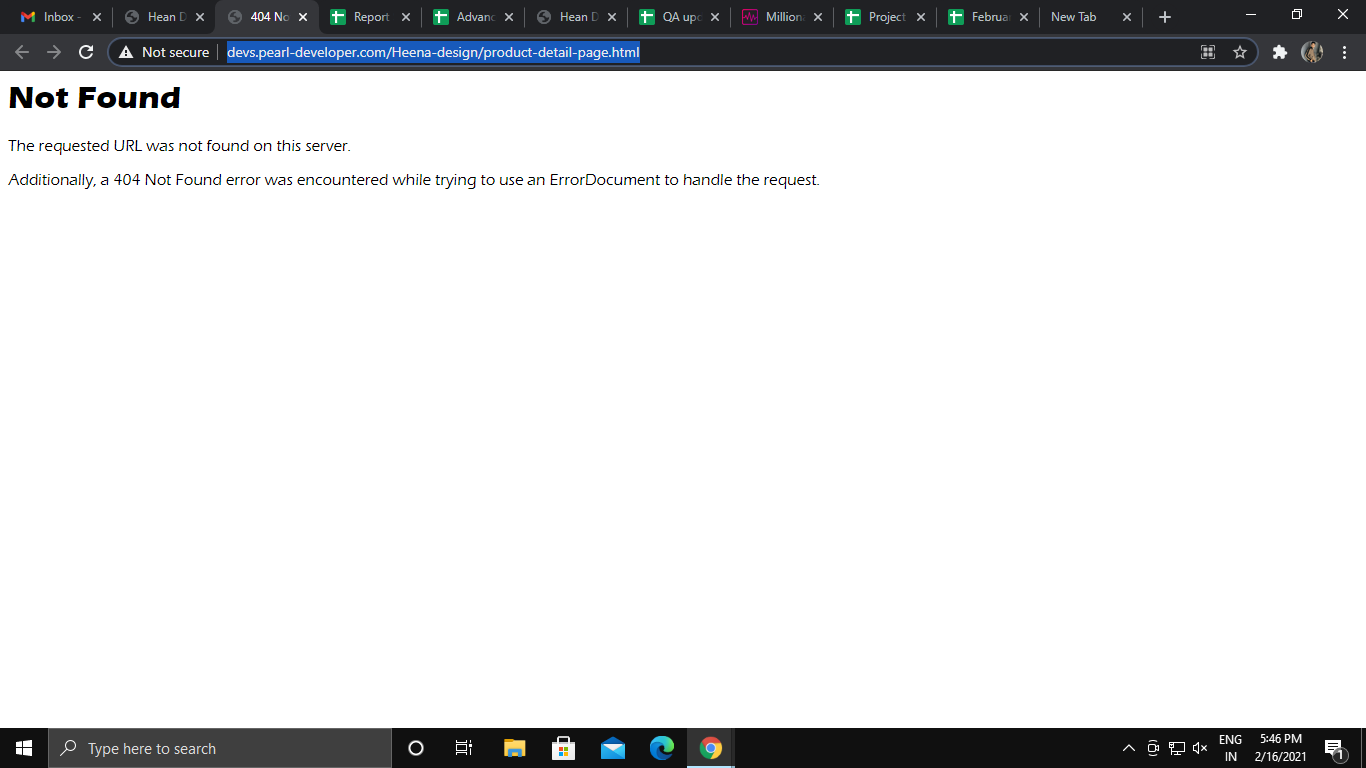 Inbox -
Hean D
404 No
Report
Advanc
Hean D
QA upd
Million
Project
Februar
New Tab
Not secure
devs.pearl-developer.com/Heena-design/product-detail-page.html
Not Found
The requested URL was not found on this server.
Additionally, a 404 Not Found error was encountered while trying to use an ErrorDocument to handle the request.
Type here to search
ENG
IN
5:46 PM
2/16/2021
1